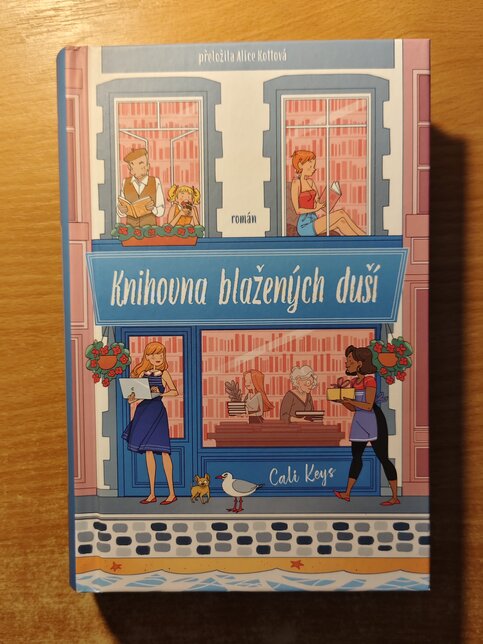 přeložila Alice Kottová
román
Knihovna blažených duší
Cali Keys